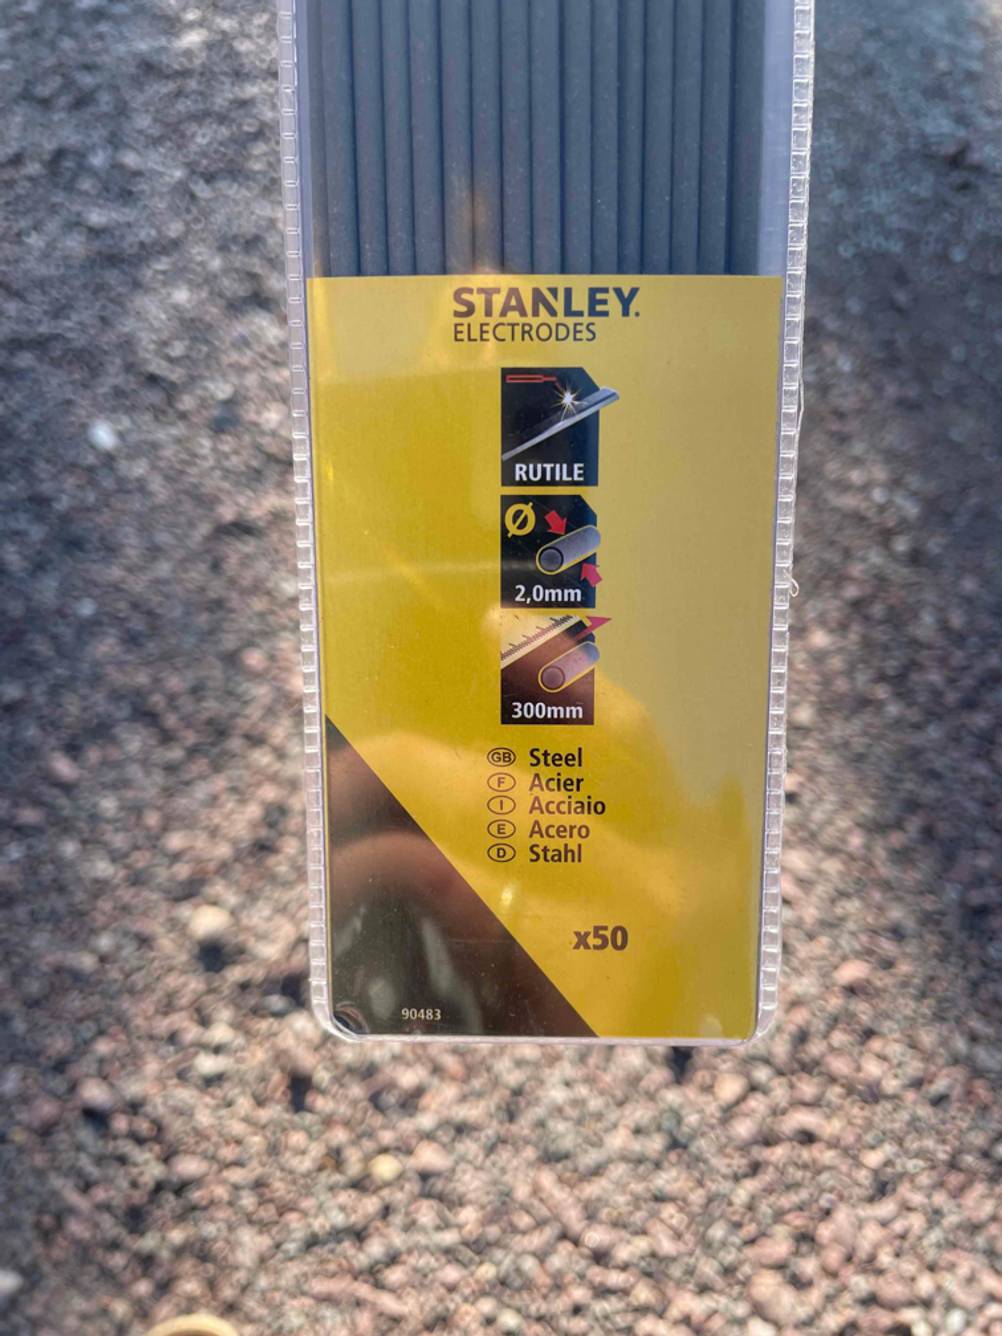 STANLEY.
ELECTRODES
RUTILE
Ø
2,0mm
300mm
GB Steel
F Acier
I Acciaio
E Acero
D Stahl
x50
90483